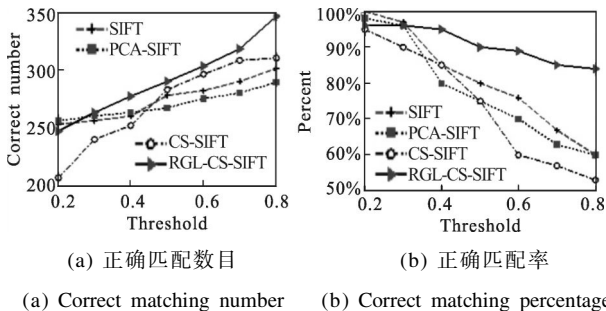 350
300
250
200
Correct number
SIFT
PCA-SIFT
CS-SIFT
RGL-CS-SIFT
0.2 0.4 0.6 0.8
Threshold
(a) 正确匹配数目
(a) Correct matching number
100%
90%
80%
70%
60%
50%
Percent
SIFT
PCA-SIFT
CS-SIFT
RGL-CS-SIFT
0.2 0.4 0.6 0.8
Threshold
(b) 正确匹配率
(b) Correct matching percentage